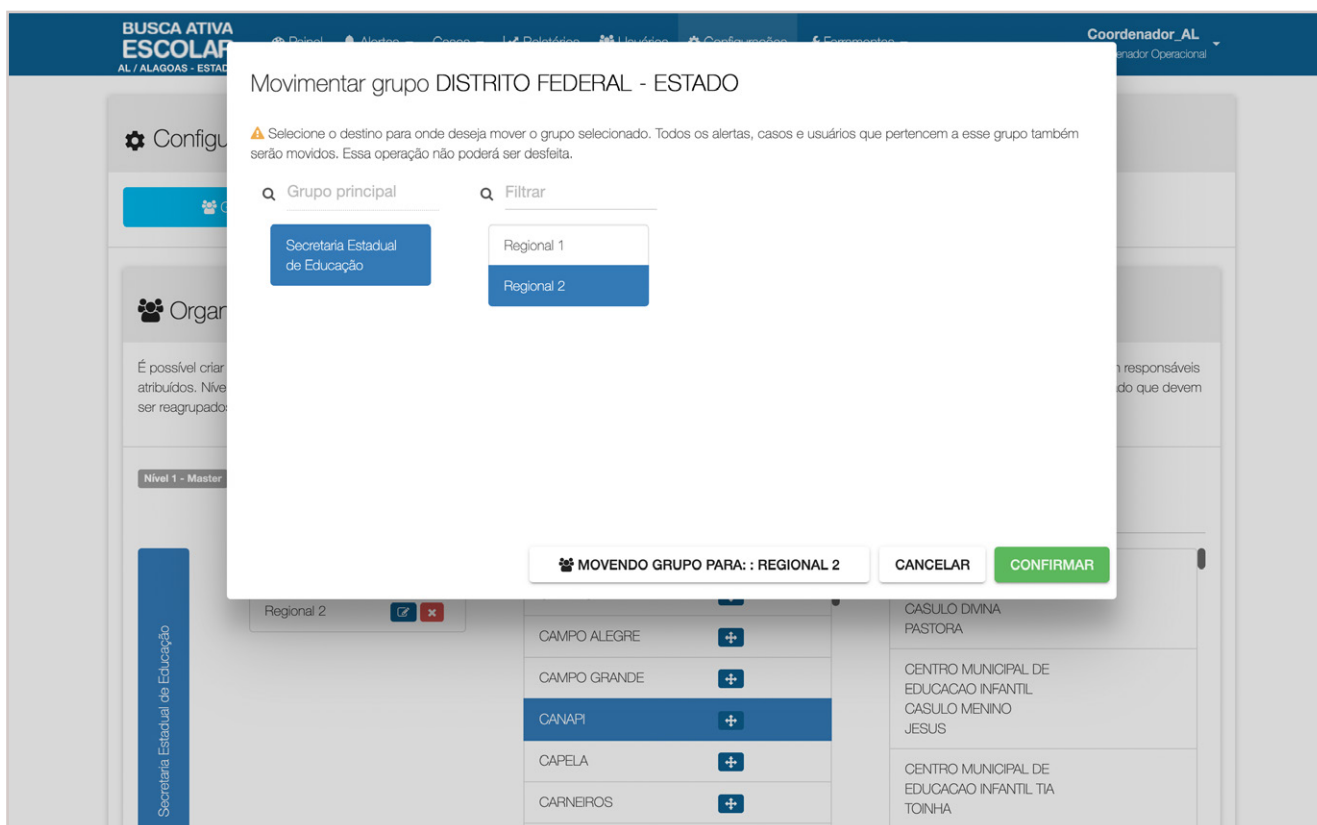 BUSCA ATIVA
ESCOLAR
AL / ALAGOAS - ESTAD
Coordenador_AL
enador Operacional
Movimentar grupo DISTRITO FEDERAL - ESTADO
Selecione o destino para onde deseja mover o grupo selecionado. Todos os alertas, casos e usuários que pertencem a esse grupo também
serão movidos. Essa operação não poderá ser desfeita.
Configu
Grupo principal
Filtrar
G
Secretaria Estadual
de Educação
Regional 1
Regional 2
Organ
É possível criar
atribuídos. Níve
ser reagrupado
responsáveis
do que devem
Nível 1 - Master
MOVENDO GRUPO PARA: : REGIONAL 2
CANCELAR
CONFIRMAR
Secretaria Estadual de Educação
Regional 2
CAMPO ALEGRE
CAMPO GRANDE
CANAPI
CAPELA
CARNEIROS
CASULO DIVINA
PASTORA
CENTRO MUNICIPAL DE
EDUCACAO INFANTIL
CASULO MENINO
JESUS
CENTRO MUNICIPAL DE
EDUCACAO INFANTIL TIA
TOINHA